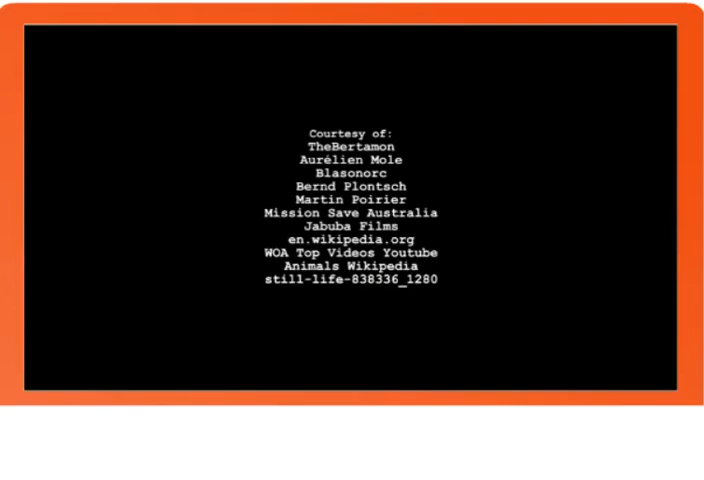 Courtesy of:
TheBertamon
Aurélien Mole
Blasonorc
Bernd Plontsch
Martin Poirier
Mission Save Australia
Jabuba Films
en.wikipedia.org
WOA Top Videos Youtube
Animals Wikipedia
still-life-838336_1280